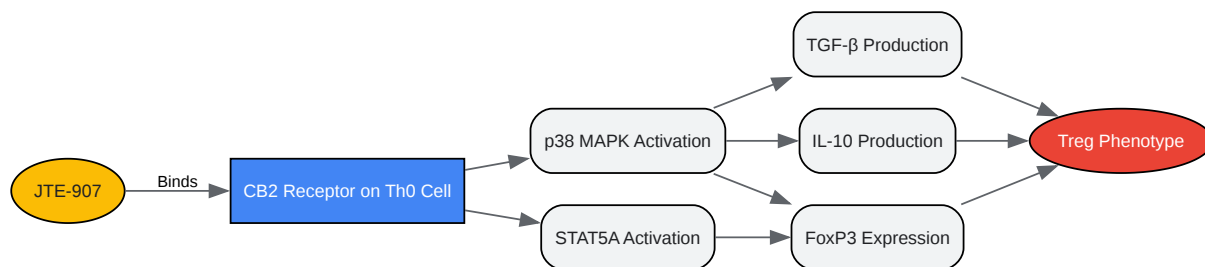 JTE-907
Binds
CB2 Receptor on Th0 Cell
p38 MAPK Activation
STAT5A Activation
TGF-β Production
IL-10 Production
FoxP3 Expression
Treg Phenotype